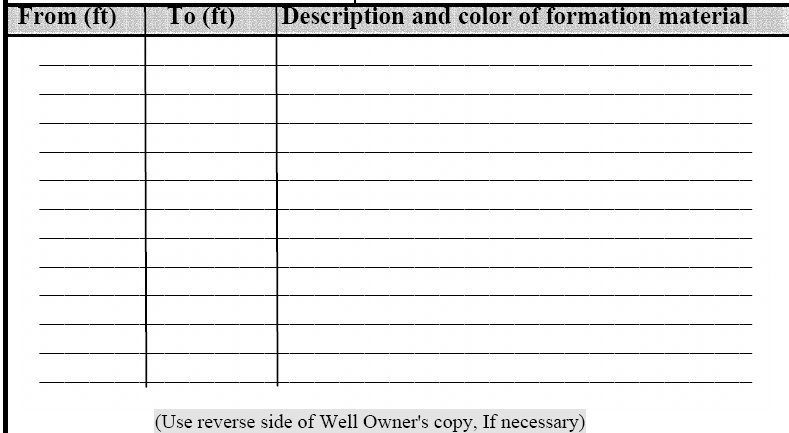 From (ft) To (ft) Description and color of formation material
(Use reverse side of Well Owner's copy, If necessary)